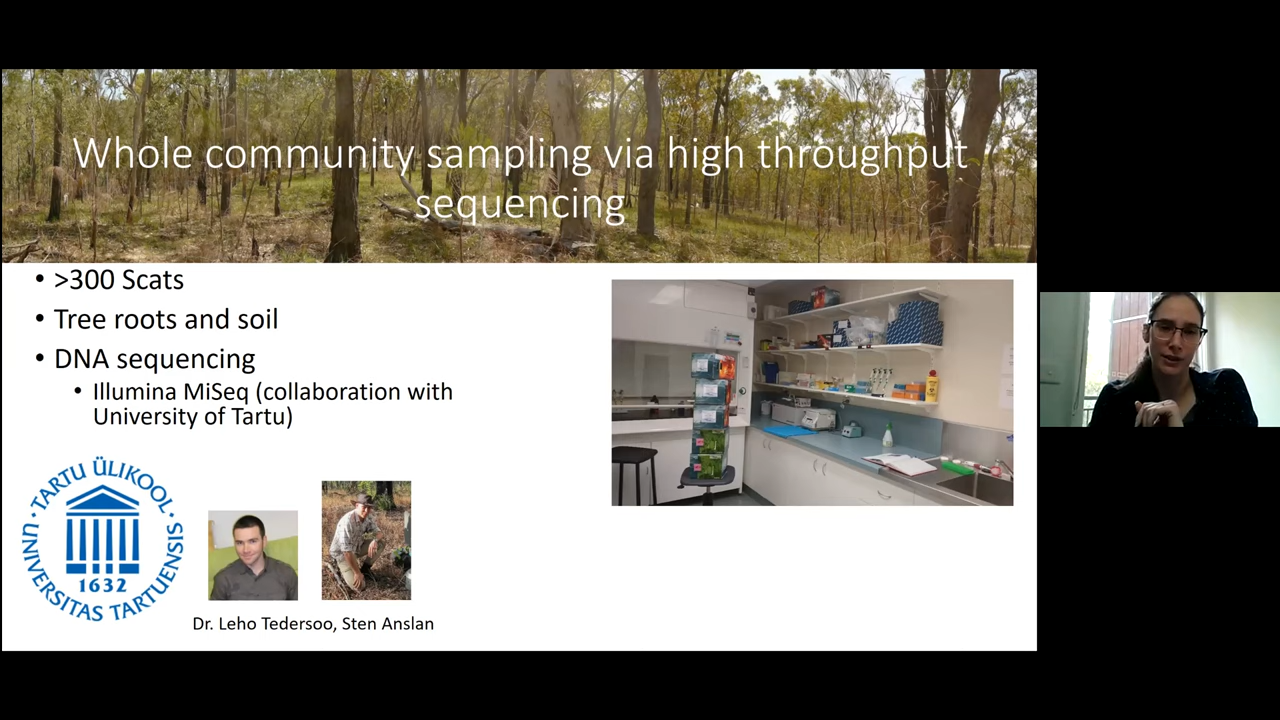 Whole community sampling via high throughput
sequencing
• >300 Scats
• Tree roots and soil
• DNA sequencing
• Illumina MiSeq (collaboration with
University of Tartu)
TARTU ÜLIKOOL
UNIVERSITAS TARTUENSIS
1632
Dr. Leho Tedersoo, Sten Anslan